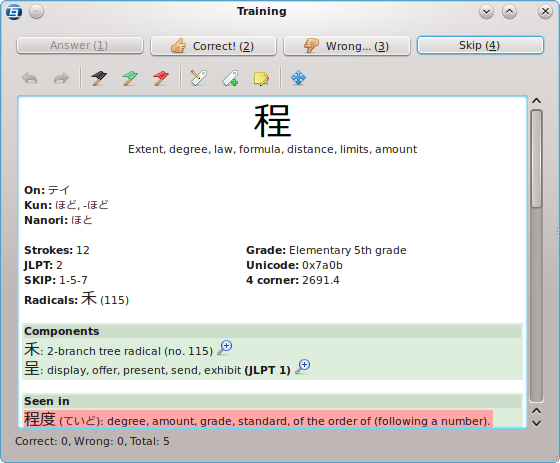 Training
Answer (1) Correct! (2) Wrong... (3) Skip (4)
程
Extent, degree, law, formula, distance, limits, amount
On: テイ
Kun: ほど, -ほど
Nanori: ほと
Strokes: 12 Grade: Elementary 5th grade
JLPT: 2 Unicode: 0x7a0b
SKIP: 1-5-7 4 corner: 2691.4
Radicals: 禾 (115)
Components
禾: 2-branch tree radical (no. 115)
呈: display, offer, present, send, exhibit (JLPT 1)
Seen in
程度 (ていど): degree, amount, grade, standard, of the order of (following a number).
Correct: 0, Wrong: 0, Total: 5